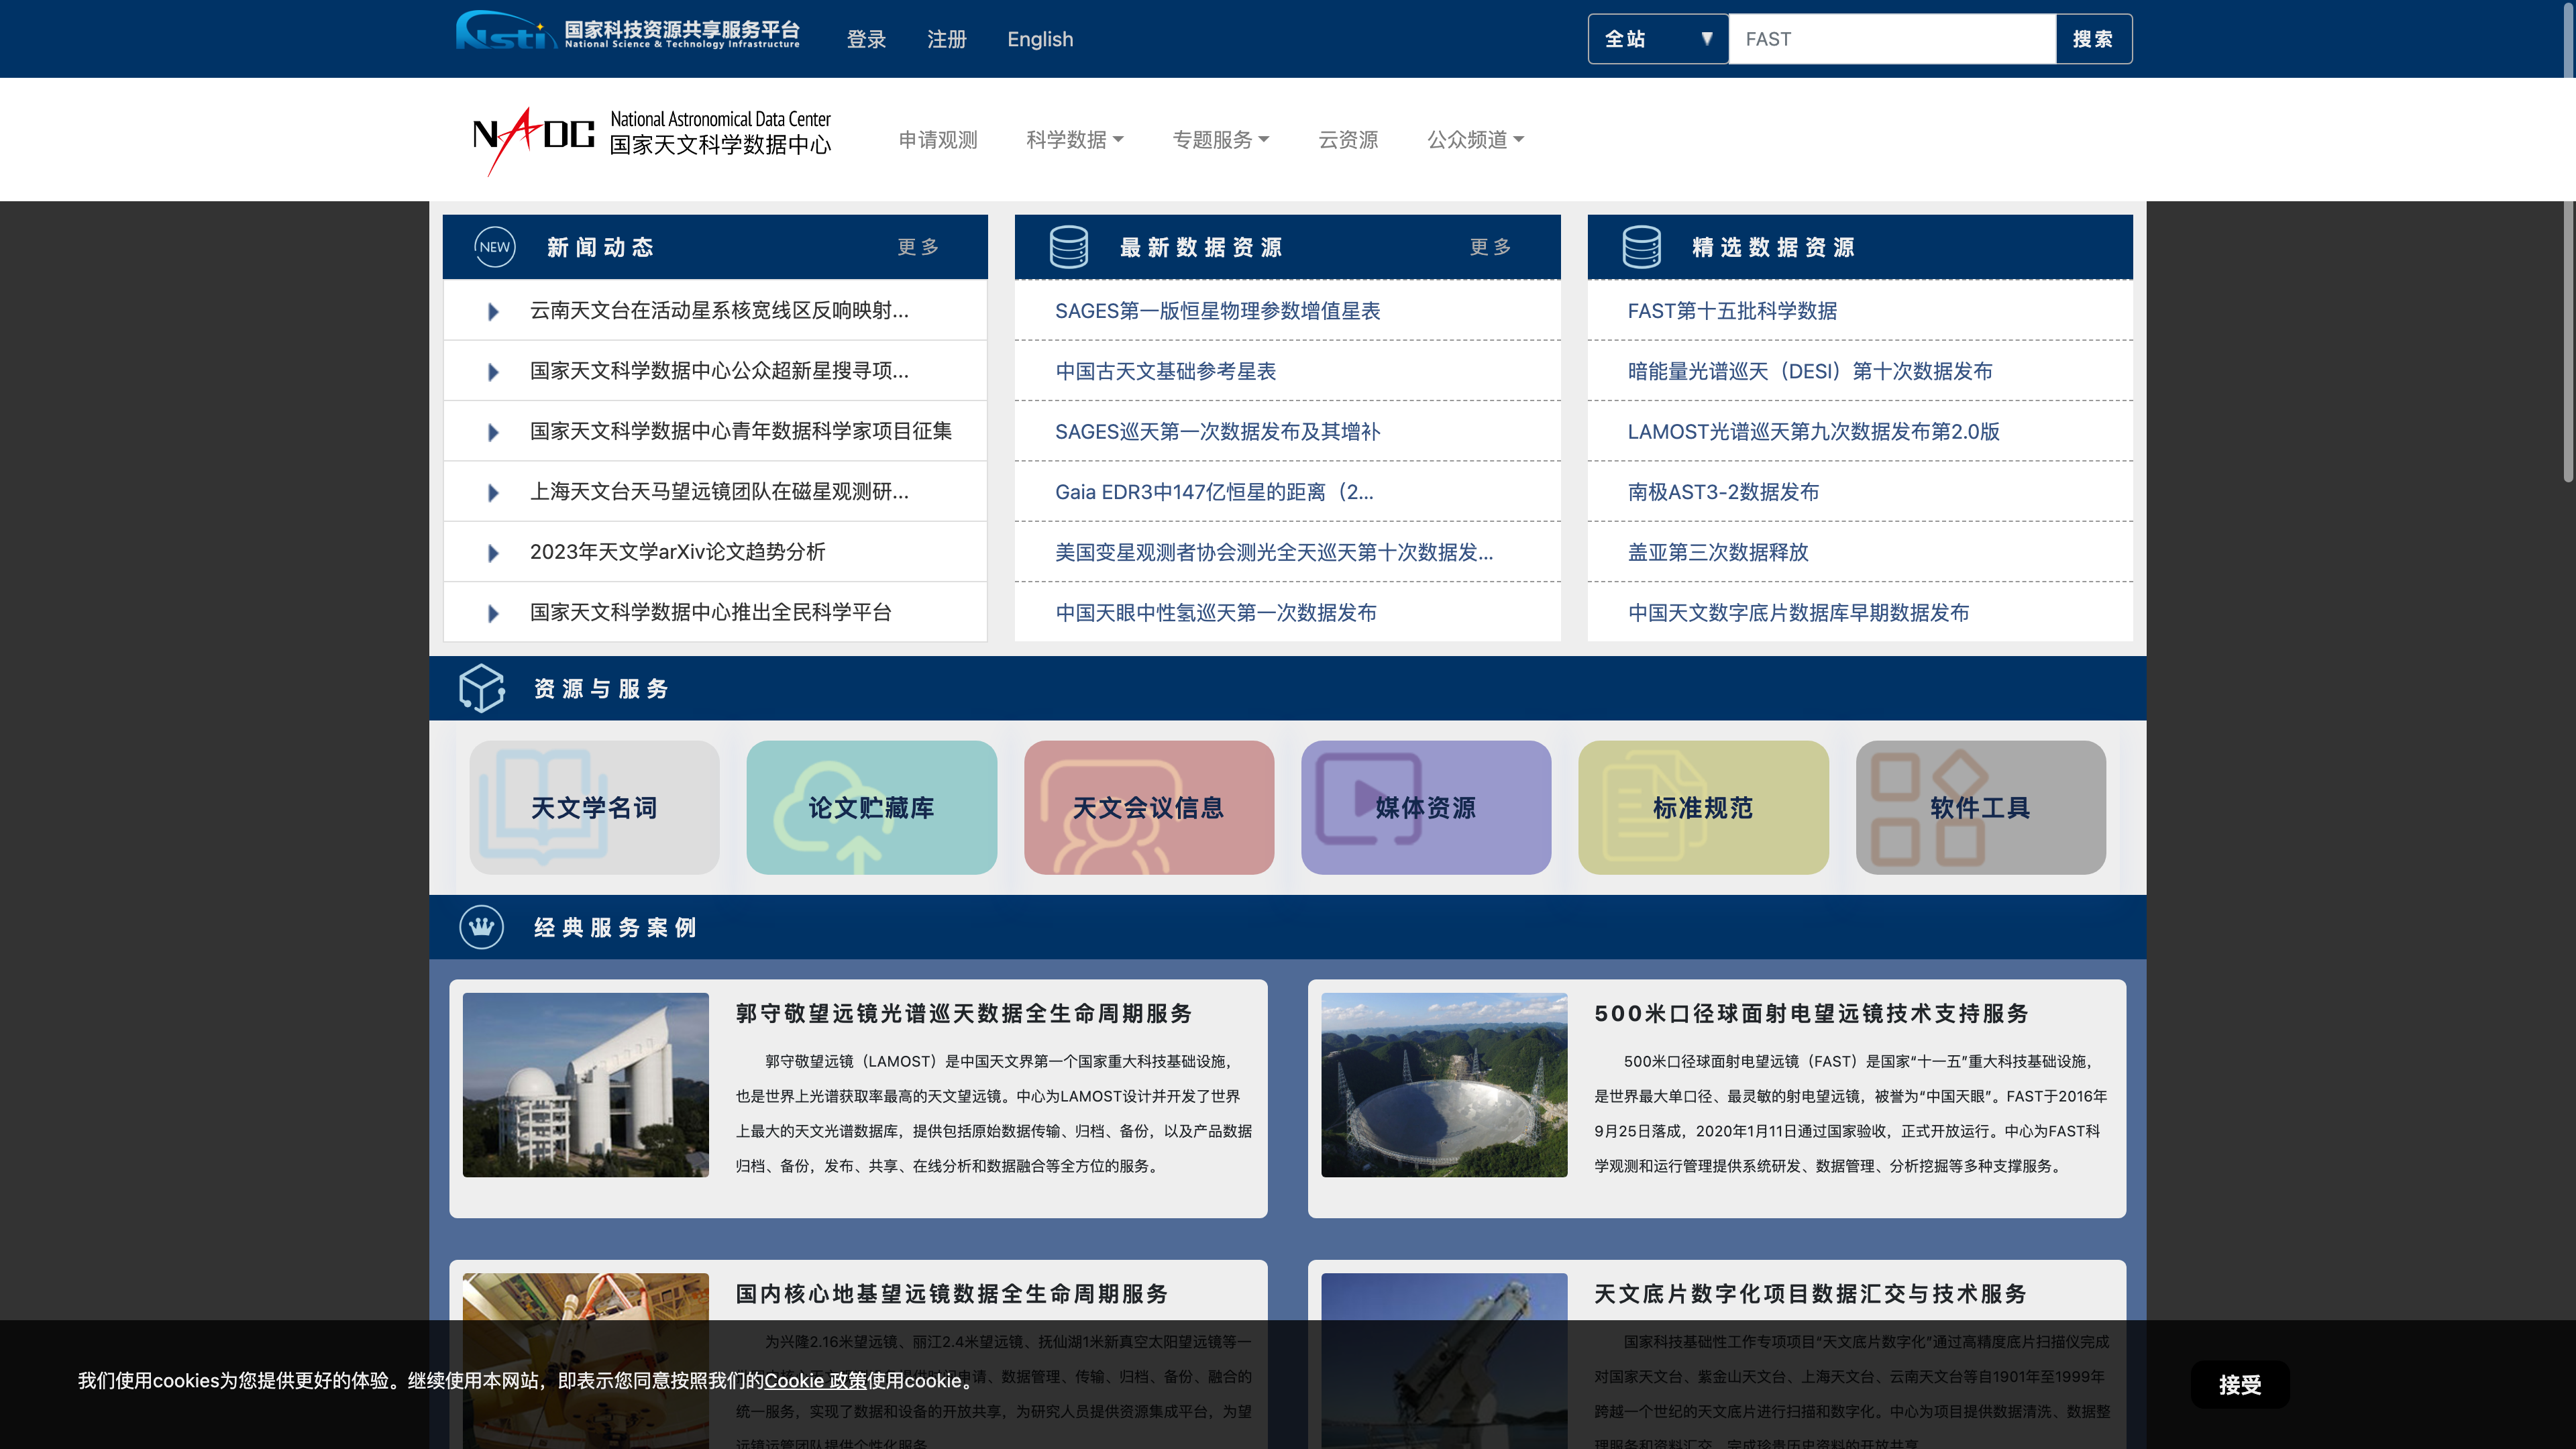 Nsti 国家科技资源共享服务平台
National Science & Technology Infrastructure
登录 注册 English
全站 ▼ FAST 搜索
NADC National Astronomical Data Center
国家天文科学数据中心
申请观测 科学数据 专题服务 云资源 公众频道
NEW 新闻动态 更多
云南天文台在活动星系核宽线区反响映射...
国家天文科学数据中心公众超新星搜寻项...
国家天文科学数据中心青年数据科学家项目征集
上海天文台天马望远镜团队在磁星观测研...
2023年天文学arXiv论文趋势分析
国家天文科学数据中心推出全民科学平台
最新数据资源 更多
SAGES第一版恒星物理参数增值星表
中国古天文基础参考星表
SAGES巡天第一次数据发布及其增补
Gaia EDR3中147亿恒星的距离（2...
美国变星观测者协会测光全天巡天第十次数据发...
中国天眼中性氢巡天第一次数据发布
精选数据资源
FAST第十五批科学数据
暗能量光谱巡天（DESI）第十次数据发布
LAMOST光谱巡天第九次数据发布第2.0版
南极AST3-2数据发布
盖亚第三次数据释放
中国天文数字底片数据库早期数据发布
资源与服务
天文学名词
论文贮藏库
天文会议信息
媒体资源
标准规范
软件工具
经典服务案例
郭守敬望远镜光谱巡天数据全生命周期服务
郭守敬望远镜（LAMOST）是中国天文界第一个国家重大科技基础设施，
也是世界上光谱获取率最高的天文望远镜。中心为LAMOST设计并开发了世界
上最大的天文光谱数据库，提供包括原始数据传输、归档、备份，以及产品数据
归档、备份，发布、共享、在线分析和数据融合等全方位的服务。
500米口径球面射电望远镜技术支持服务
500米口径球面射电望远镜（FAST）是国家“十一五”重大科技基础设施，
是世界最大单口径、最灵敏的射电望远镜，被誉为“中国天眼”。FAST于2016年
9月25日落成，2020年1月11日通过国家验收，正式开放运行。中心为FAST科
学观测和运行管理提供系统研发、数据管理、分析挖掘等多种支撑服务。
国内核心地基望远镜数据全生命周期服务
为兴隆2.16米望远镜、丽江2.4米望远镜、抚仙湖1米新真空太阳望远镜等一
申请、数据管理、传输、归档、备份、融合的
统一服务，实现了数据和设备的开放共享，为研究人员提供资源集成平台，为望
远镜运管团队提供个性化服务
天文底片数字化项目数据汇交与技术服务
国家科技基础性工作专项项目“天文底片数字化”通过高精度底片扫描仪完成
对国家天文台、紫金山天文台、上海天文台、云南天文台等自1901年至1999年
跨越一个世纪的天文底片进行扫描和数字化。中心为项目提供数据清洗、数据整
理服务和资料汇交，完成珍贵历史资料的开放共享
我们使用cookies为您提供更好的体验。继续使用本网站，即表示您同意按照我们的Cookie 政策使用cookie。
接受